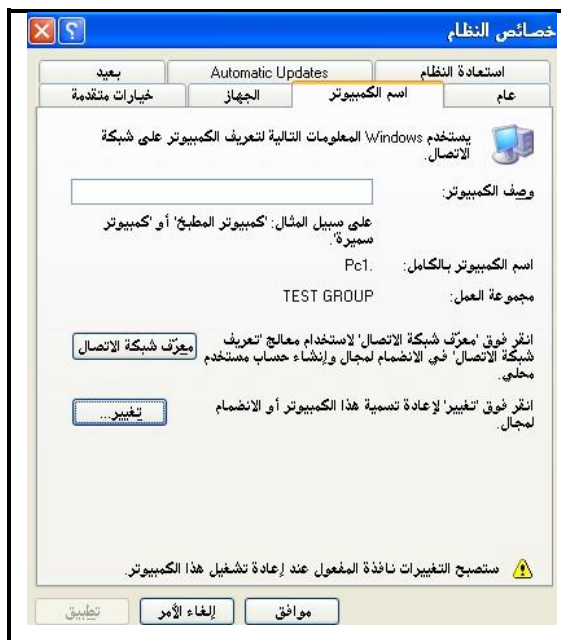 خصائص النظام
استعادة النظام
Automatic Updates
بعيد
عام
اسم الكمبيوتر
الجهاز
خيارات متقدمة
يستخدم Windows المعلومات التالية لتعريف الكمبيوتر على شبكة
الاتصال.
وصف الكمبيوتر:
على سبيل المثال: "كمبيوتر المطبخ" أو "كمبيوتر
سميرة".
اسم الكمبيوتر بالكامل: Pc1.
مجموعة العمل: TEST GROUP
انقر فوق "معرّف شبكة الاتصال" لاستخدام معالج "تعريف
شبكة الاتصال" في الانضمام لمجال وإنشاء حساب مستخدم
محلي.
معرّف شبكة الاتصال
انقر فوق "تغيير" لإعادة تسمية هذا الكمبيوتر أو الانضمام
لمجال.
تغيير...
ستصبح التغييرات نافذة المفعول عند إعادة تشغيل هذا الكمبيوتر.
موافق
إلغاء الأمر
تطبيق